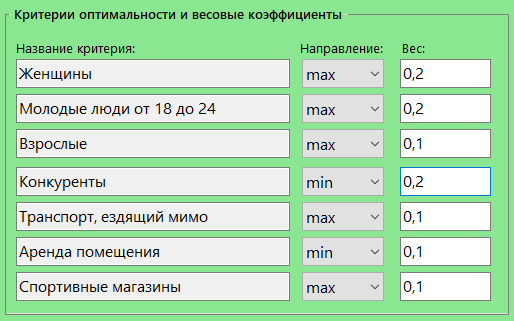 Критерии оптимальности и весовые коэффициенты
Название критерия: Направление: Вес:
Женщины max 0,2
Молодые люди от 18 до 24 max 0,2
Взрослые max 0,1
Конкуренты min 0,2
Транспорт, ездящий мимо max 0,1
Аренда помещения min 0,1
Спортивные магазины max 0,1